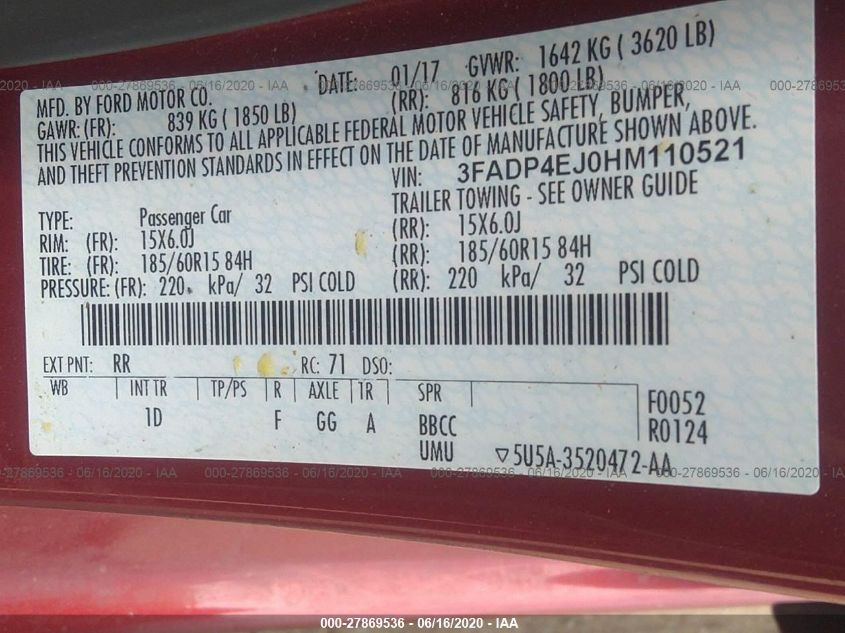 MFD. BY FORD MOTOR CO.
DATE: 01/17 GVWR: 1642 KG ( 3620 LB)
GAWR: (FR): 839 KG ( 1850 LB) (RR): 816 KG ( 1800 LB)
THIS VEHICLE CONFORMS TO ALL APPLICABLE FEDERAL MOTOR VEHICLE SAFETY, BUMPER,
AND THEFT PREVENTION STANDARDS IN EFFECT ON THE DATE OF MANUFACTURE SHOWN ABOVE.
VIN: 3FADP4EJ0HM110521
TYPE: Passenger Car TRAILER TOWING - SEE OWNER GUIDE
RIM: (FR): 15X6.0J (RR): 15X6.0J
TIRE: (FR): 185/60R15 84H (RR): 185/60R15 84H
PRESSURE: (FR): 220 kPa/ 32 PSI COLD (RR): 220 kPa/ 32 PSI COLD
EXT PNT: RR RC: 71 DSO:
WB INT TR TP/PS R AXLE TR SPR
1D F GG A BBCC
UMU
F0052
R0124
▽5U5A-3520472-AA
000-27869536 - 06/16/2020 - IAA